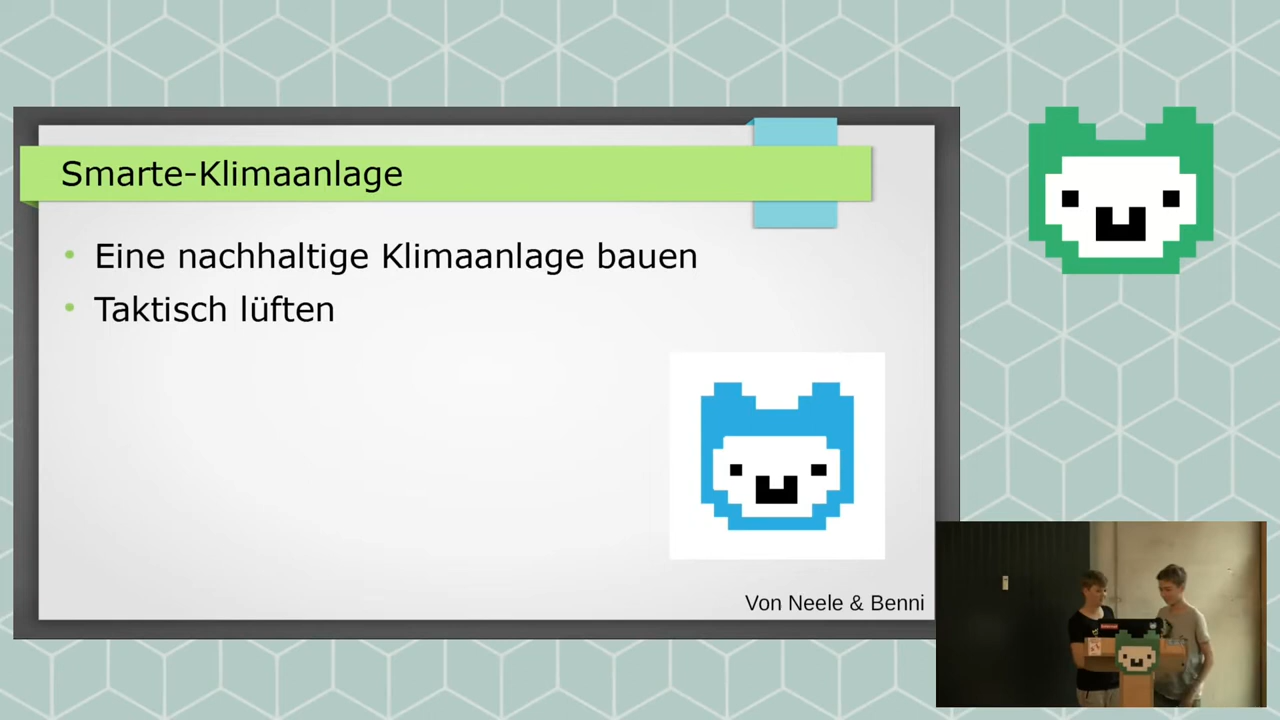 Smarte-Klimaanlage
Eine nachhaltige Klimaanlage bauen
Taktisch lüften
Von Neele & Benni